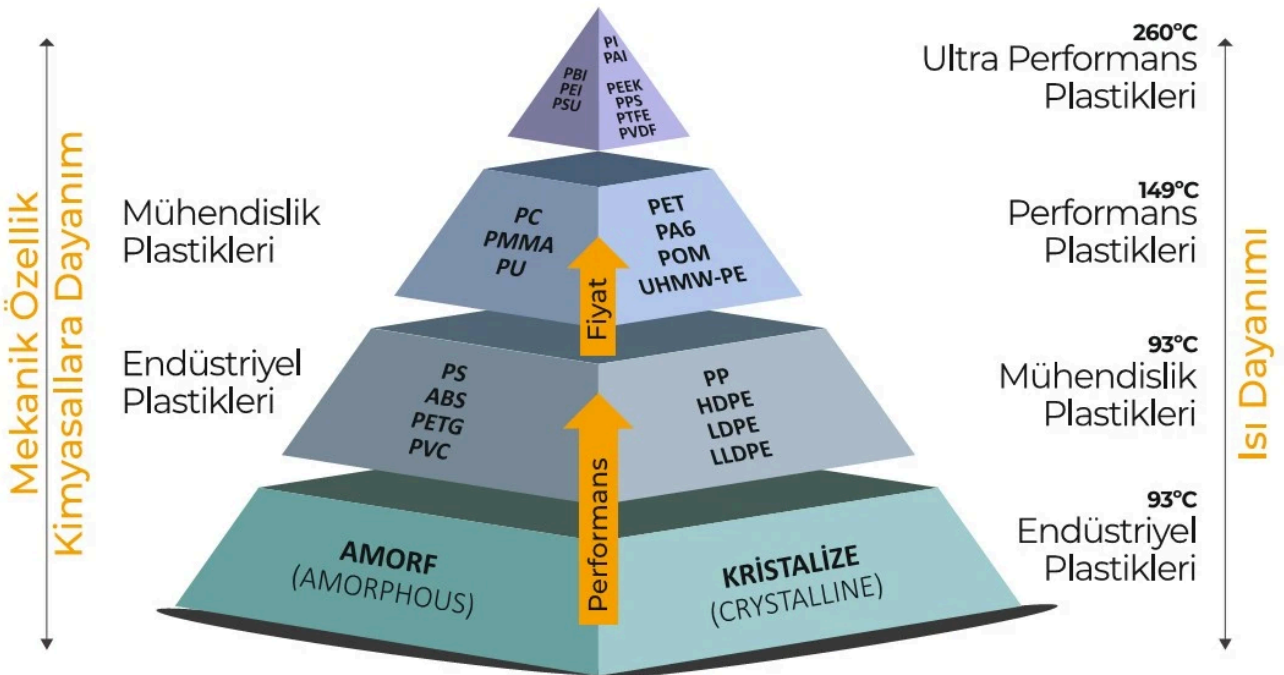 Mekanik Özellik
Kimyasallara Dayanım
Mühendislik
Plastikleri
Endüstriyel
Plastikleri
PBI
PEI
PSU
PI
PAI
PEEK
PPS
PTFE
PVDF
PC
PMMA
PU
PET
PA6
POM
UHMW-PE
Fiyat
PS
ABS
PETG
PVC
PP
HDPE
LDPE
LLDPE
Performans
AMORF
(AMORPHOUS)
KRİSTALİZE
(CRYSTALLINE)
260°C
Ultra Performans
Plastikleri
149°C
Performans
Plastikleri
93°C
Mühendislik
Plastikleri
93°C
Endüstriyel
Plastikleri
Isı Dayanımı